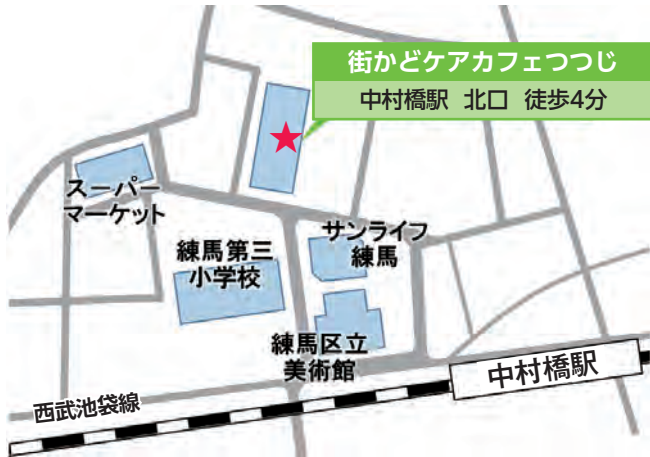 街かどケアカフェつつじ
中村橋駅 北口 徒歩4分
スーパー
マーケット
サンライフ
練馬
練馬第三
小学校
練馬区立
美術館
中村橋駅
西武池袋線